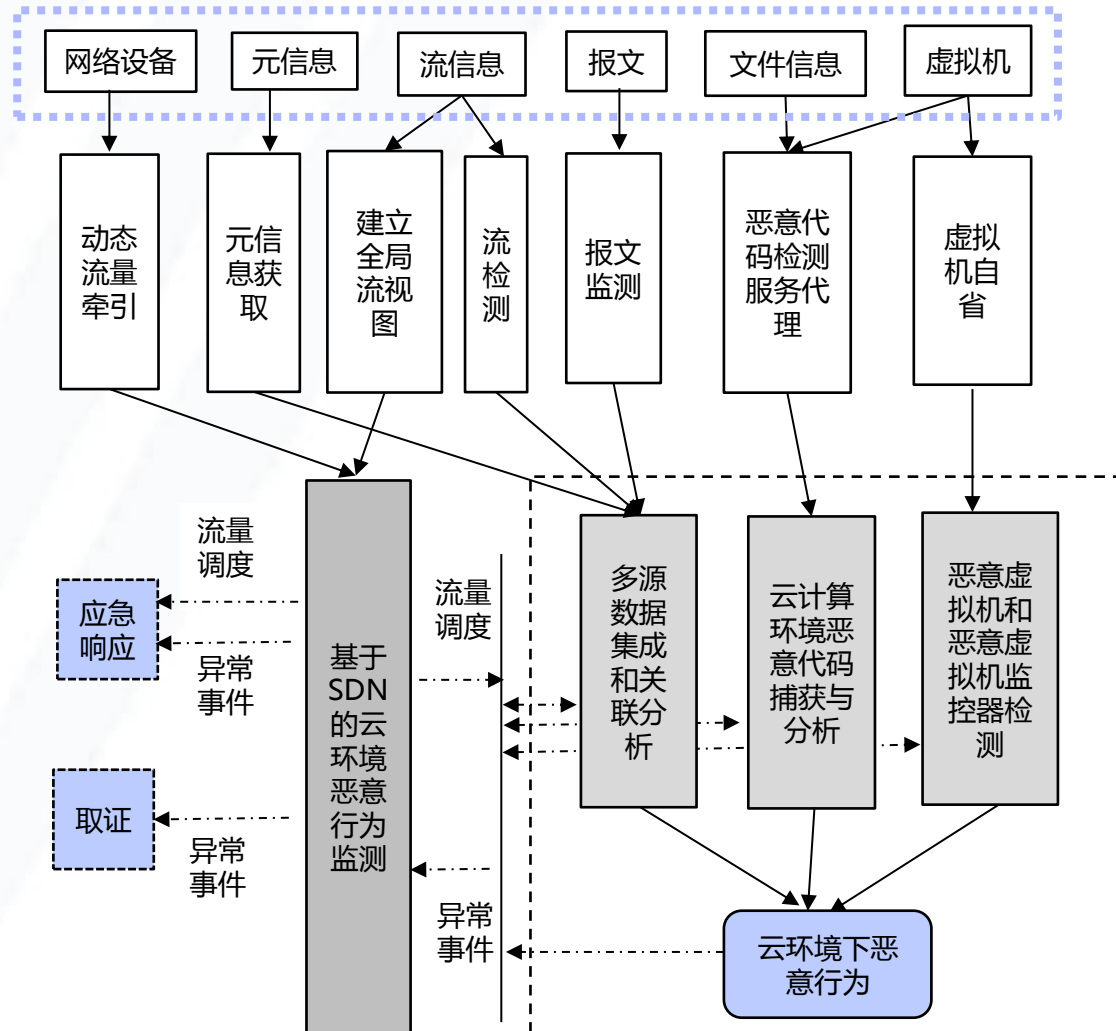 网络设备
元信息
流信息
报文
文件信息
虚拟机
动态
流量
牵引
元信
息获
取
建立
全局
流视
图
流
检
测
报文
监测
恶意代
码检测
服务代
理
虚拟
机自
省
流量
调度
应急
响应
异常
事件
取证
异常
事件
基于
SDN
的云
环境
恶意
行为
监测
流量
调度
异常
事件
多源
数据
集成
和关
联分
析
云计算
环境恶
意代码
捕获与
分析
恶意虚
拟机和
恶意虚
拟机监
控器检
测
云环境下恶
意行为